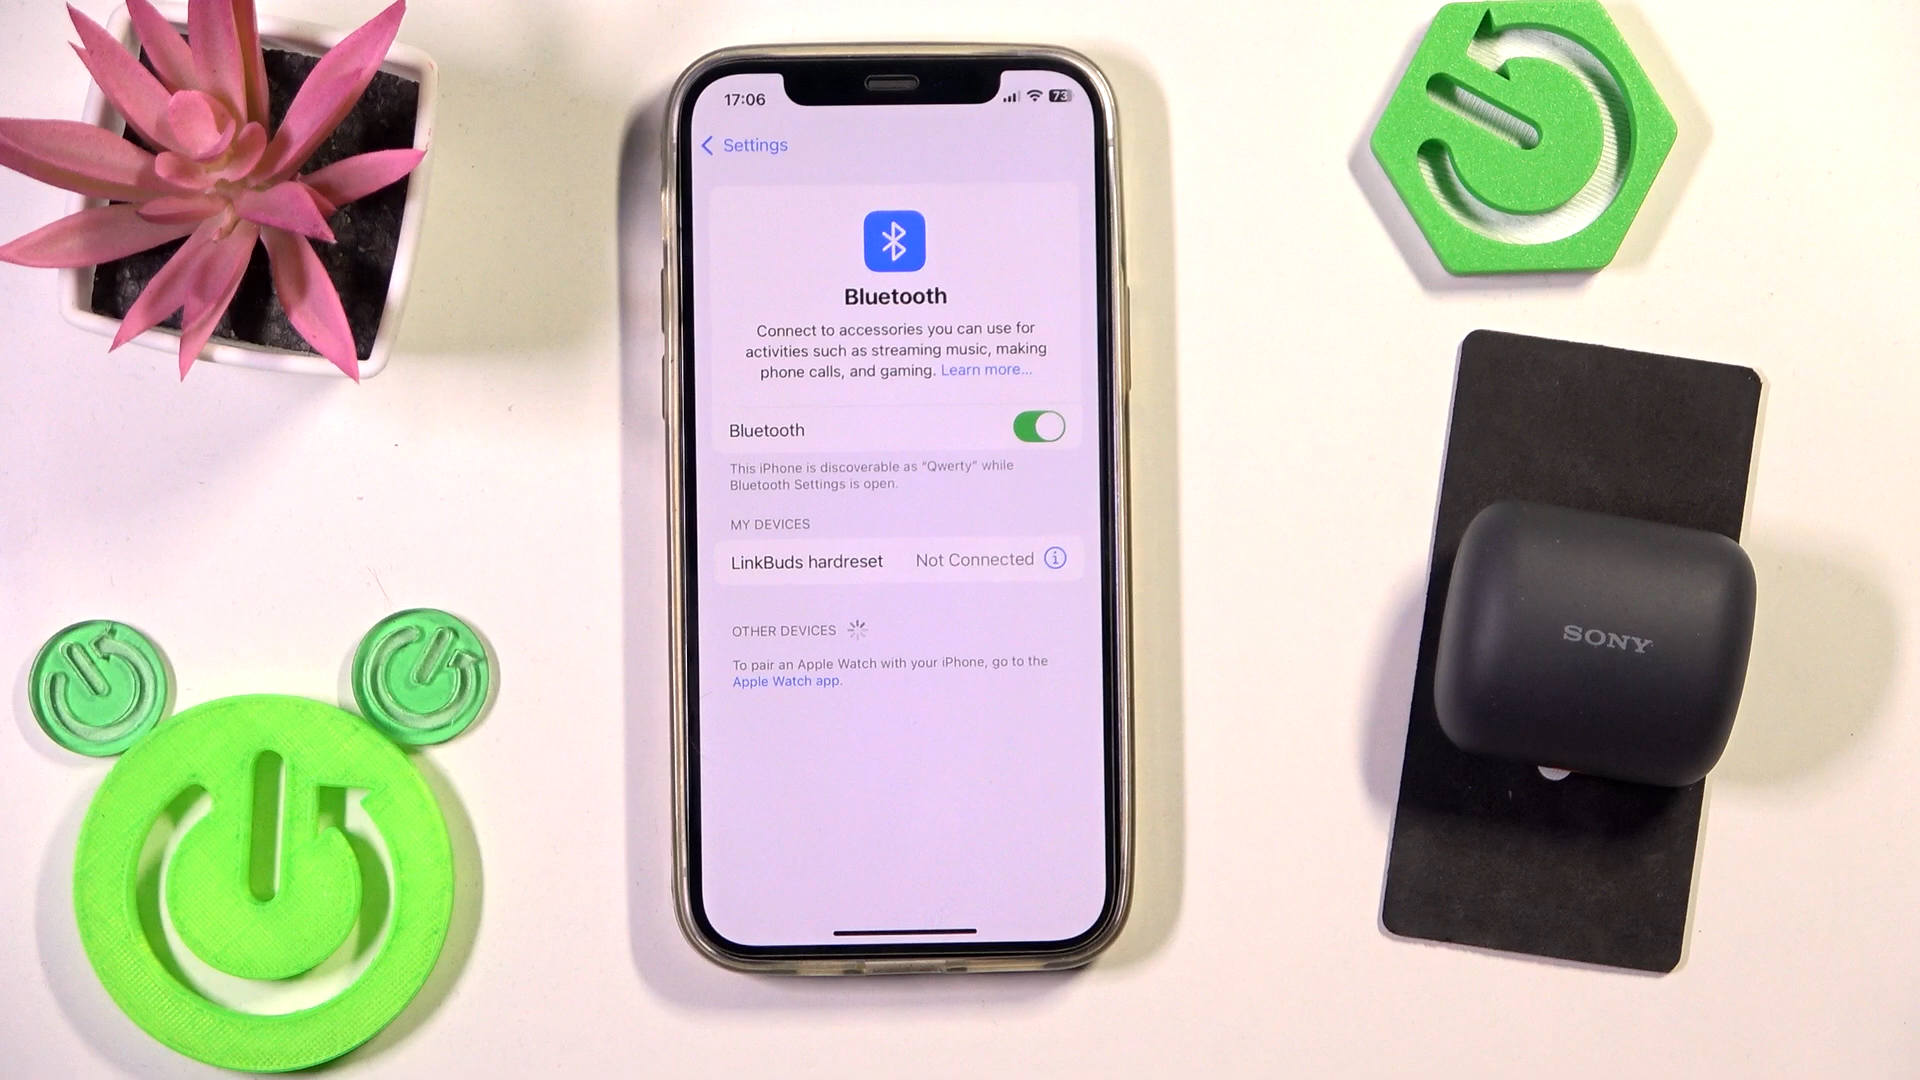 17:06
73
Settings
Bluetooth
Connect to accessories you can use for
activities such as streaming music, making
phone calls, and gaming. Learn more...
Bluetooth
This iPhone is discoverable as “Qwerty” while
Bluetooth Settings is open.
MY DEVICES
LinkBuds hardreset Not Connected
OTHER DEVICES
To pair an Apple Watch with your iPhone, go to the
Apple Watch app.
SONY